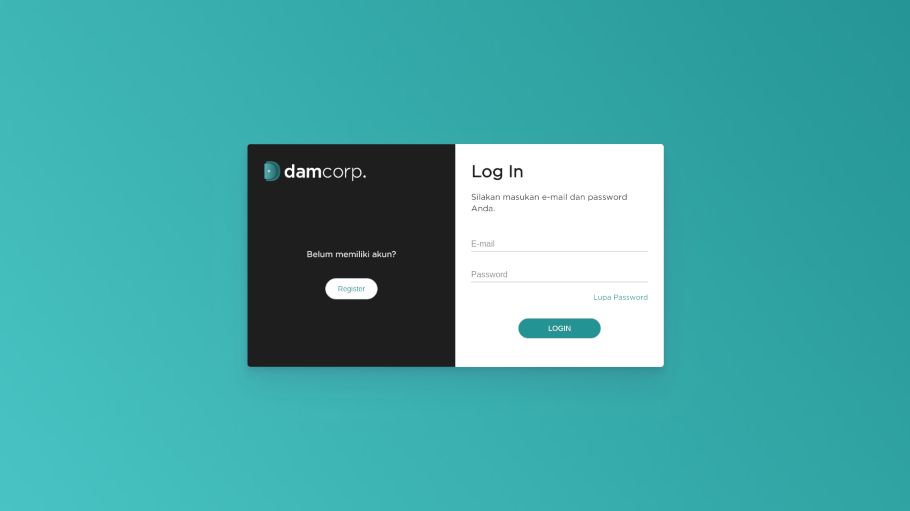 damcorp.
Belum memiliki akun?
Register
Log In
Silakan masukan e-mail dan password
Anda.
E-mail
Password
Lupa Password
LOGIN